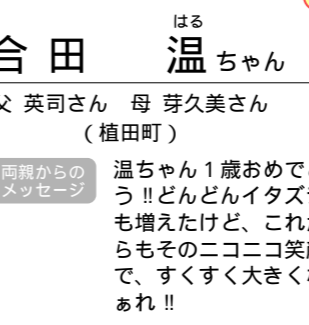 はる
合田 温ちゃん
父 英司さん 母 芽久美さん
(植田町)
両親からの
メッセージ
温ちゃん1歳おめで
う!!どんどんイタズ
も増えたけど、これ
らもそのニコニコ笑
で、すくすく大きく
ぁれ!!